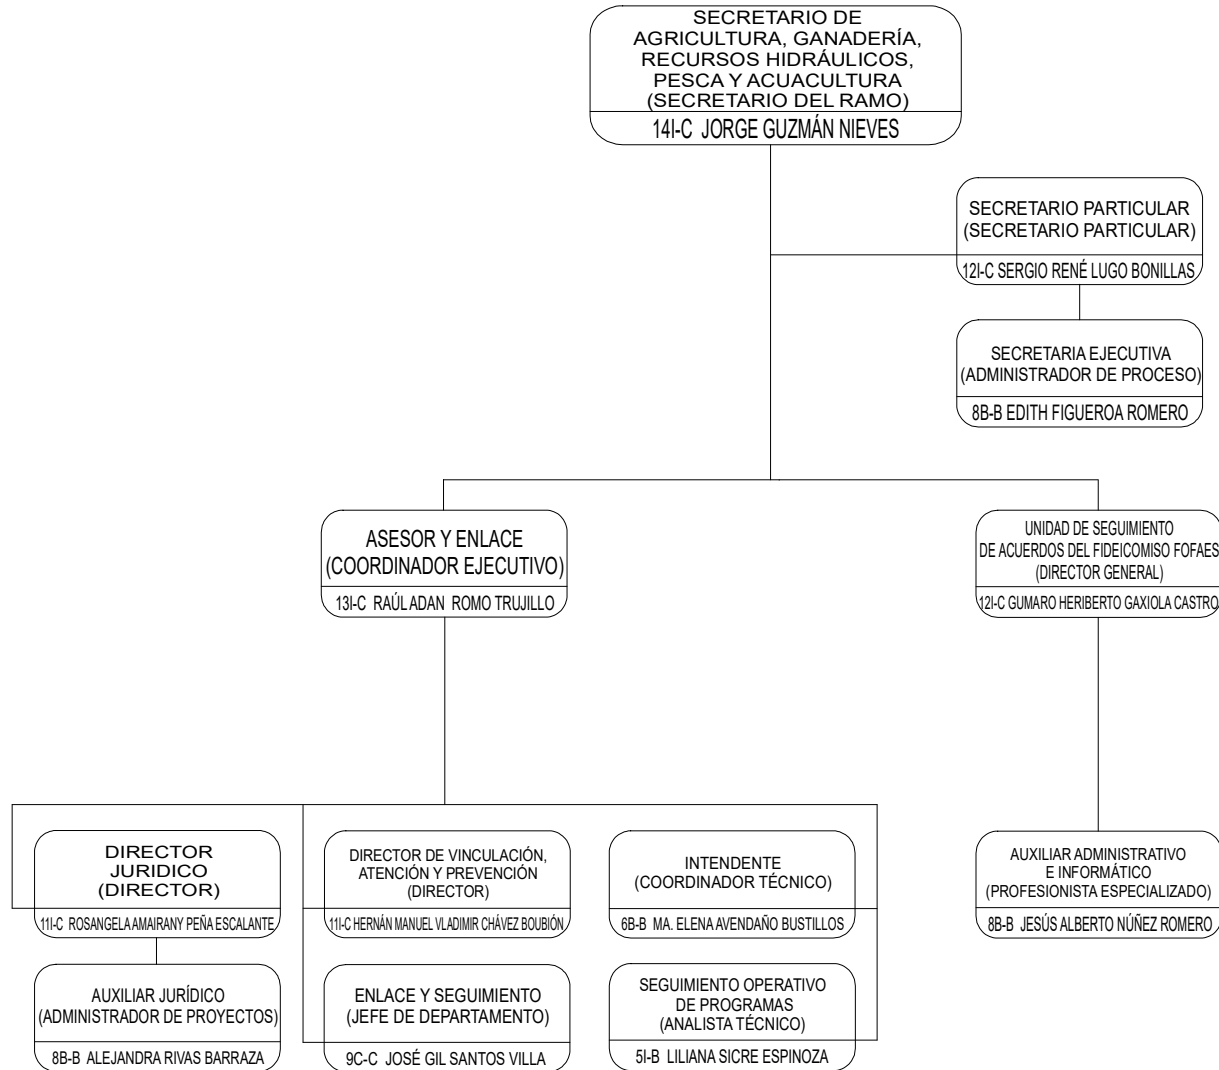 SECRETARIO DE
AGRICULTURA, GANADERÍA,
RECURSOS HIDRÁULICOS,
PESCA Y ACUACULTURA
(SECRETARIO DEL RAMO)
14I-C JORGE GUZMÁN NIEVES
SECRETARIO PARTICULAR
(SECRETARIO PARTICULAR)
12I-C SERGIO RENÉ LUGO BONILLAS
SECRETARIA EJECUTIVA
(ADMINISTRADOR DE PROCESO)
8B-B EDITH FIGUEROA ROMERO
ASESOR Y ENLACE
(COORDINADOR EJECUTIVO)
13I-C RAÚL ADAN ROMO TRUJILLO
UNIDAD DE SEGUIMIENTO
DE ACUERDOS DEL FIDEICOMISO FOFAES
(DIRECTOR GENERAL)
12I-C GUMARO HERIBERTO GAXIOLA CASTRO
DIRECTOR
JURIDICO
(DIRECTOR)
11I-C ROSANGELA AMAIRANY PEÑA ESCALANTE
DIRECTOR DE VINCULACIÓN,
ATENCIÓN Y PREVENCIÓN
(DIRECTOR)
11I-C HERNÁN MANUEL VLADIMIR CHÁVEZ BOUBIÓN
INTENDENTE
(COORDINADOR TÉCNICO)
6B-B MA. ELENA AVENDAÑO BUSTILLOS
AUXILIAR ADMINISTRATIVO
E INFORMÁTICO
(PROFESIONISTA ESPECIALIZADO)
8B-B JESÚS ALBERTO NÚÑEZ ROMERO
AUXILIAR JURÍDICO
(ADMINISTRADOR DE PROYECTOS)
8B-B ALEJANDRA RIVAS BARRAZA
ENLACE Y SEGUIMIENTO
(JEFE DE DEPARTAMENTO)
9C-C JOSÉ GIL SANTOS VILLA
SEGUIMIENTO OPERATIVO
DE PROGRAMAS
(ANALISTA TÉCNICO)
5I-B LILIANA SICRE ESPINOZA